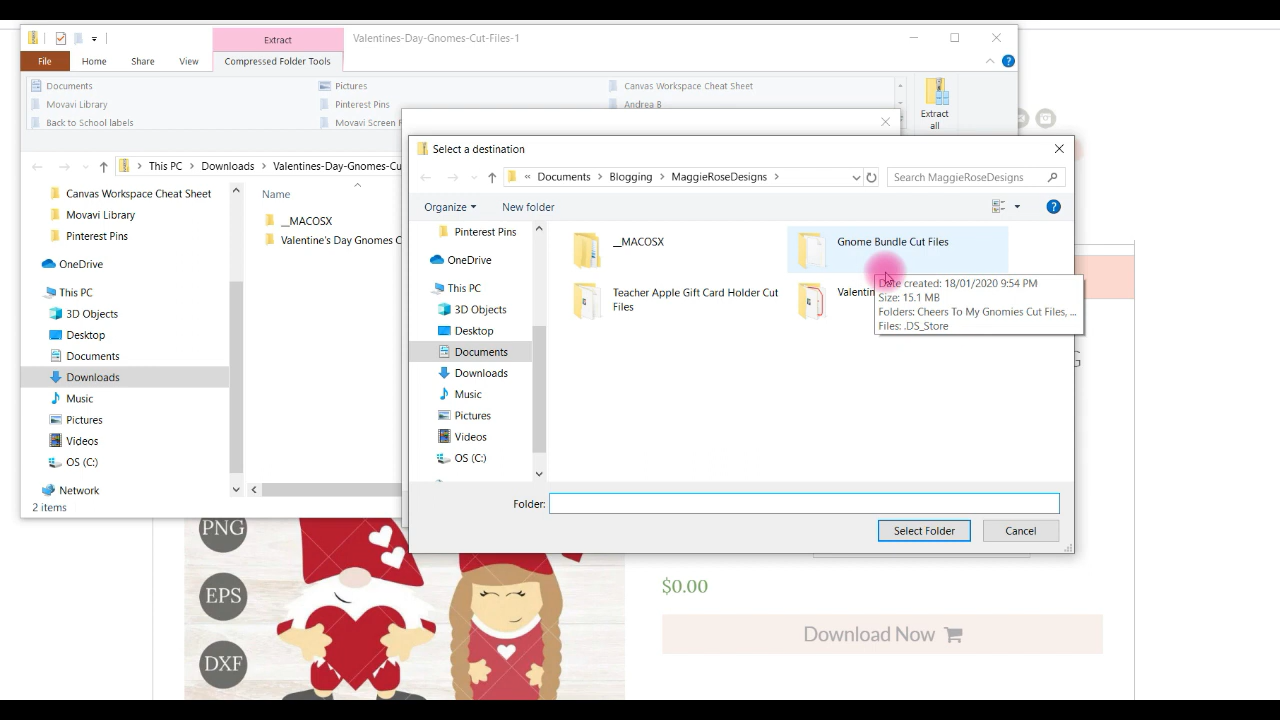 Extract
Valentines-Day-Gnomes-Cut-Files-1
File
Home
Share
View
Compressed Folder Tools
Documents
Pictures
Canvas Workspace Cheat Sheet
Movavi Library
Pinterest Pins
Andrea B
Back to School labels
Movavi Screen
Extract
all
This PC
Downloads
Valentines-Day-Gnomes-Cu
Canvas Workspace Cheat Sheet
Movavi Library
Pinterest Pins
OneDrive
This PC
3D Objects
Desktop
Documents
Downloads
Music
Pictures
Videos
OS (C:)
Network
2 items
Name
__MACOSX
Valentine's Day Gnomes C
Select a destination
« Documents > Blogging > MaggieRoseDesigns >
Search MaggieRoseDesigns
Organize
New folder
Pinterest Pins
OneDrive
This PC
3D Objects
Desktop
Documents
Downloads
Music
Pictures
Videos
OS (C:)
__MACOSX
Gnome Bundle Cut Files
Teacher Apple Gift Card Holder Cut
Files
Valentin
Date created: 18/01/2020 9:54 PM
Size: 15.1 MB
Folders: Cheers To My Gnomies Cut Files, ...
Files: .DS_Store
Folder:
Select Folder
Cancel
G
PNG
EPS
DXF
$0.00
Download Now